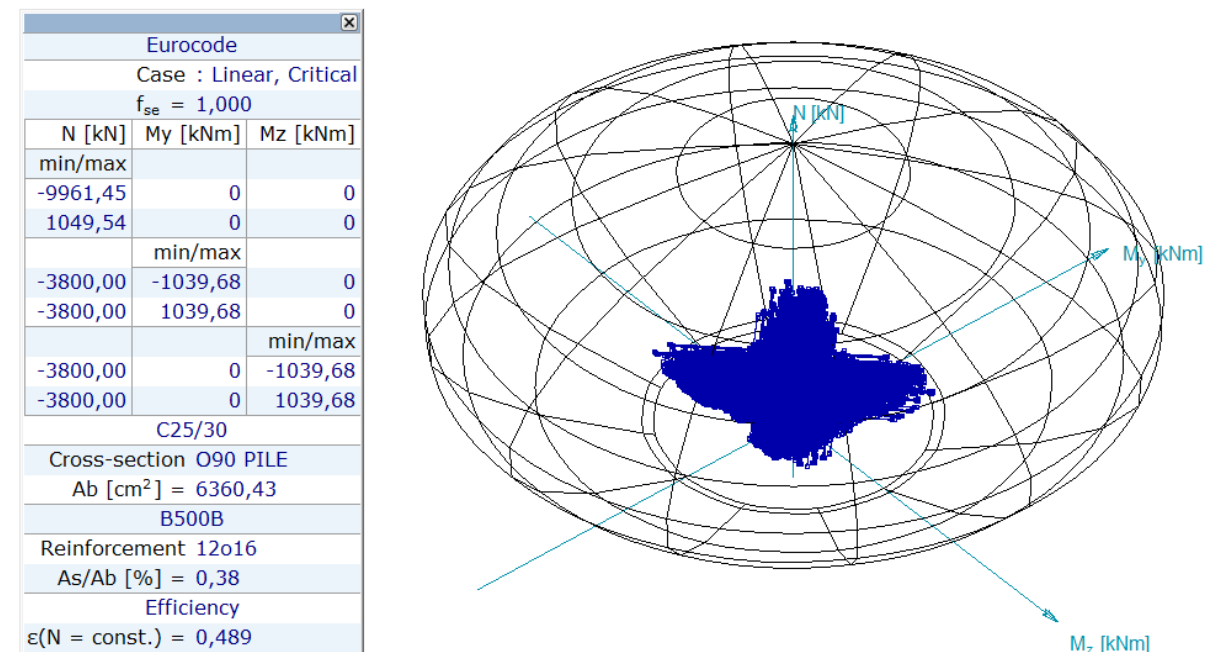 Eurocode
Case : Linear, Critical
fse = 1,000
N [kN] My [kNm] Mz [kNm]
min/max
-9961,45 0 0
1049,54 0 0
min/max
-3800,00 -1039,68 0
-3800,00 1039,68 0
min/max
-3800,00 0 -1039,68
-3800,00 0 1039,68
C25/30
Cross-section O90 PILE
Ab [cm²] = 6360,43
B500B
Reinforcement 12o16
As/Ab [%] = 0,38
Efficiency
ε(N = const.) = 0,489
N [kN]
My [kNm]
Mz [kNm]